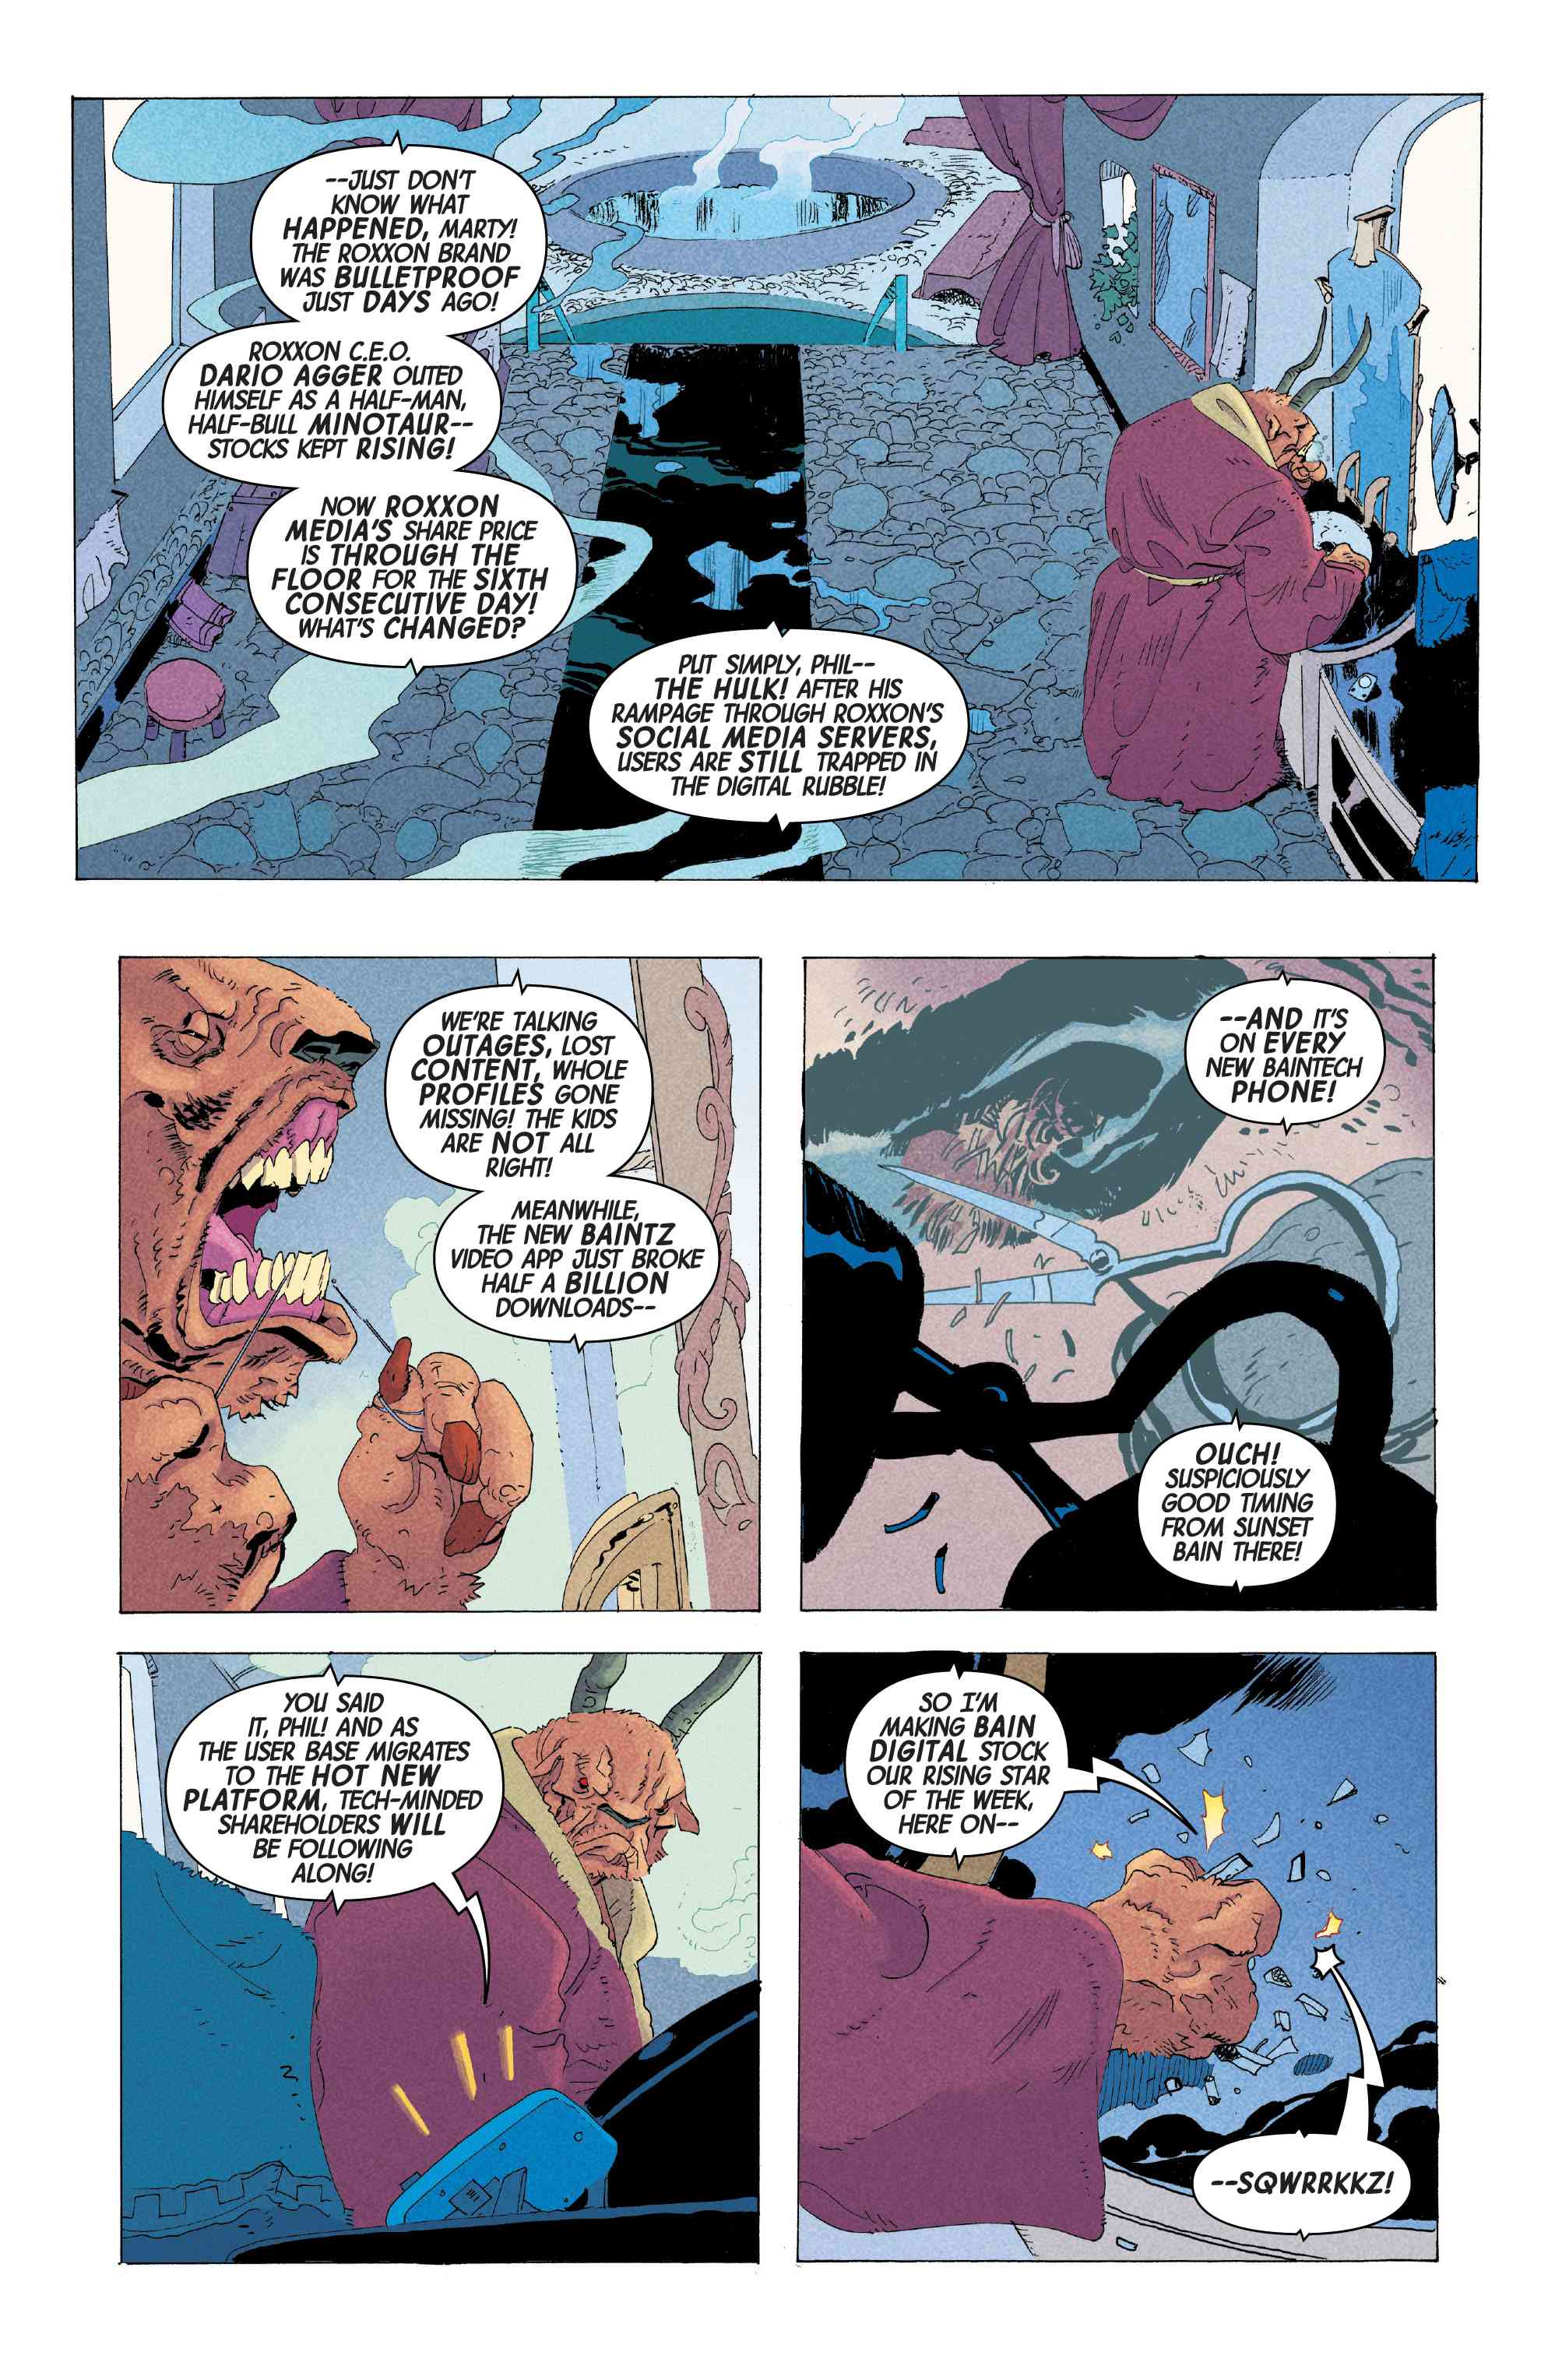 --JUST DON'T
KNOW WHAT
HAPPENED, MARTY!
THE ROXXON BRAND
WAS BULLETPROOF
JUST DAYS AGO!
ROXXON C.E.O.
DARIO AGGER OUTED
HIMSELF AS A HALF-MAN,
HALF-BULL MINOTAUR--
STOCKS KEPT RISING!
NOW ROXXON
MEDIA'S SHARE PRICE
IS THROUGH THE
FLOOR FOR THE SIXTH
CONSECUTIVE DAY!
WHAT'S CHANGED?
PUT SIMPLY, PHIL--
THE HULK! AFTER HIS
RAMPAGE THROUGH ROXXON'S
SOCIAL MEDIA SERVERS,
USERS ARE STILL TRAPPED IN
THE DIGITAL RUBBLE!
WE'RE TALKING
OUTAGES, LOST
CONTENT, WHOLE
PROFILES GONE
MISSING! THE KIDS
ARE NOT ALL
RIGHT!
MEANWHILE,
THE NEW BAINTZ
VIDEO APP JUST BROKE
HALF A BILLION
DOWNLOADS--
--AND IT'S
ON EVERY
NEW BAINTECH
PHONE!
OUCH!
SUSPICIOUSLY
GOOD TIMING
FROM SUNSET
BAIN THERE!
YOU SAID
IT, PHIL! AND AS
THE USER BASE MIGRATES
TO THE HOT NEW
PLATFORM, TECH-MINDED
SHAREHOLDERS WILL
BE FOLLOWING
ALONG!
SO I'M
MAKING BAIN
DIGITAL STOCK
OUR RISING STAR
OF THE WEEK,
HERE ON--
--SQWRRKKZ!